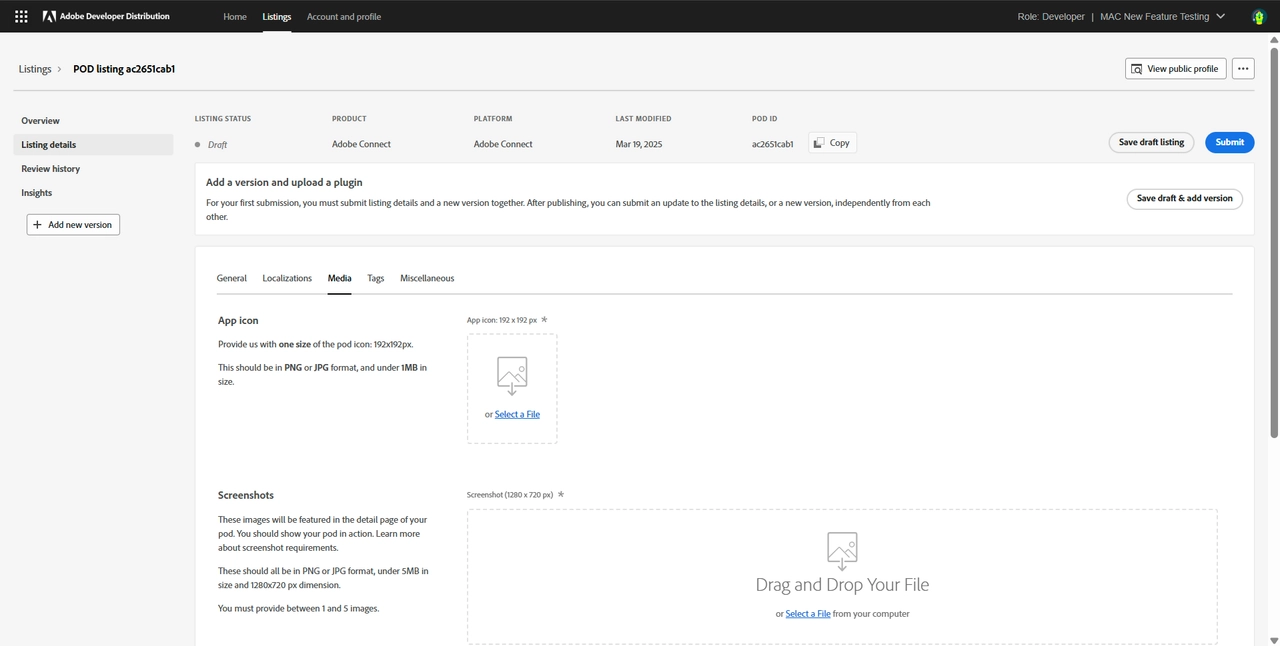 Adobe Developer Distribution
Home
Listings
Account and profile
Role: Developer | MAC New Feature Testing
Listings > POD listing ac2651cab1
View public profile
Overview
Listing details
Review history
Insights
+ Add new version
LISTING STATUS
PRODUCT
PLATFORM
LAST MODIFIED
POD ID
Draft
Adobe Connect
Adobe Connect
Mar 19, 2025
ac2651cab1
Copy
Save draft listing
Submit
Add a version and upload a plugin
For your first submission, you must submit listing details and a new version together. After publishing, you can submit an update to the listing details, or a new version, independently from each
other.
Save draft & add version
General
Localizations
Media
Tags
Miscellaneous
App icon
Provide us with one size of the pod icon: 192x192px.
This should be in PNG or JPG format, and under 1MB in
size.
App icon: 192 x 192 px *
or Select a File
Screenshots
These images will be featured in the detail page of your
pod. You should show your pod in action. Learn more
about screenshot requirements.
These should all be in PNG or JPG format, under 5MB in
size and 1280x720 px dimension.
You must provide between 1 and 5 images.
Screenshot (1280 x 720 px) *
Drag and Drop Your File
or Select a File from your computer